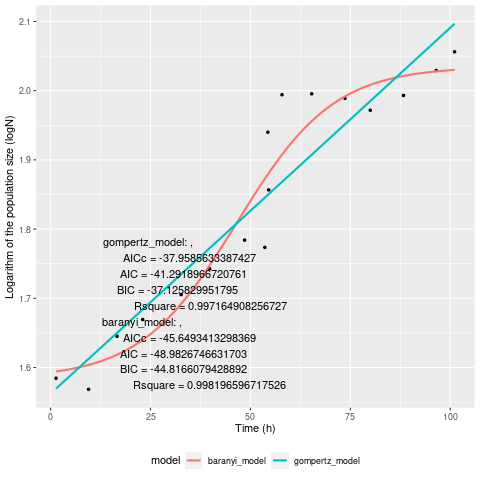 2.1
2.0
1.9
1.8
1.7
1.6
Logarithm of the population size (logN)
gompertz_model: ,
AICc = -37.9585633387427
AIC = -41.2918966720761
BIC = -37.125829951795
Rsquare = 0.997164908256727
baranyi_model: ,
AICc = -45.6493413298369
AIC = -48.9826746631703
BIC = -44.8166079428892
Rsquare = 0.998196596717526
0 25 50 75 100
Time (h)
model baranyi_model gompertz_model